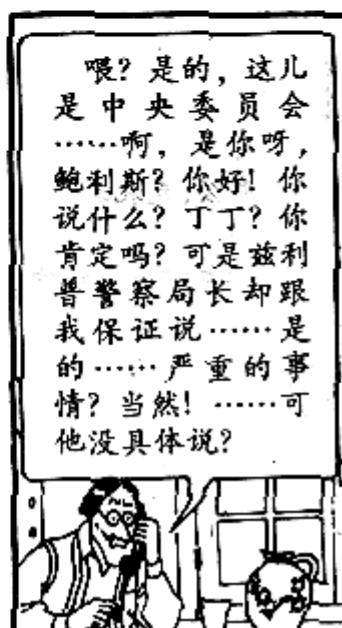 喂？是的，这儿
是中央委员会
……啊，是你呀，
鲍利斯？你好！你
说什么？丁丁？你
肯定吗？可是兹利
普警察局长却跟
我保证说……是
的……严重的事
情？当然！……可
他没具体说？